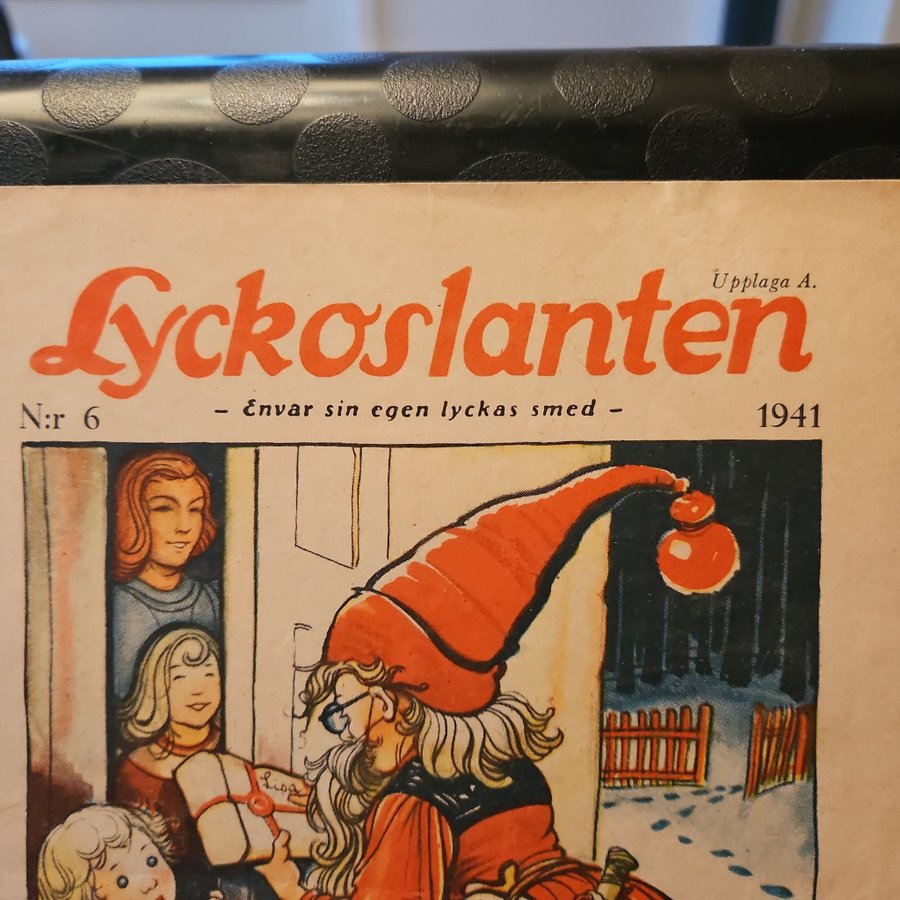 Upplaga A.
Lyckoslanten
N:r 6
– Envar sin egen lyckas smed –
1941
Lisa